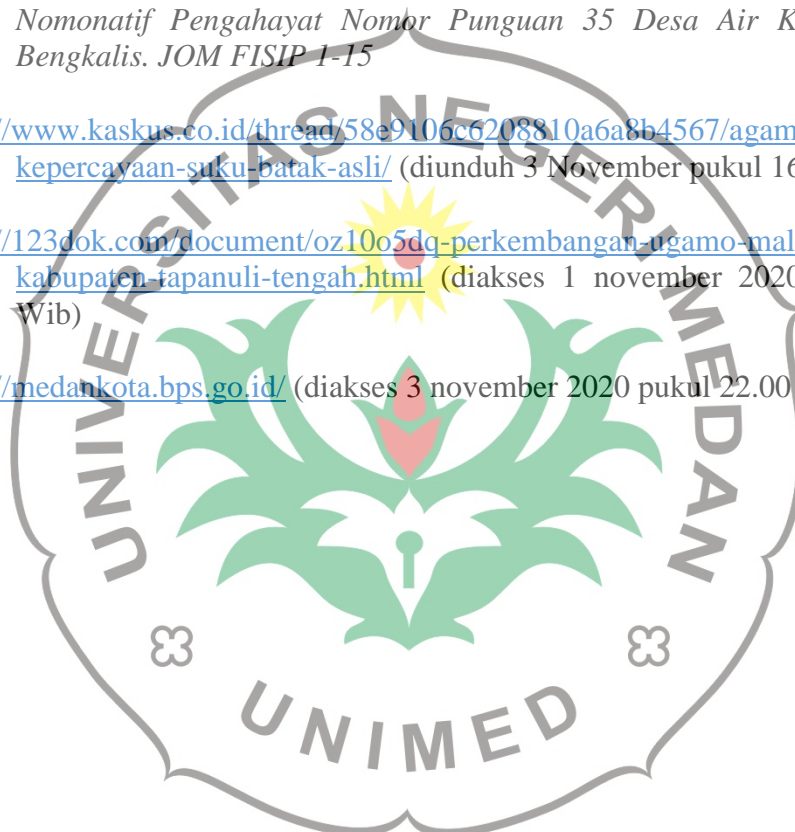 Nomonatif Pengahayat Nomor Punguan 35 Desa Air K
Bengkalis. JOM FISIP 1-15
//www.kaskus.co.id/thread/58e9106c6208810a6a8b4567/agam
kepercayaan-suku-batak-asli/ (diunduh 3 November pukul 16
//123dok.com/document/oz10o5dq-perkembangan-ugamo-mal
kabupaten-tapanuli-tengah.html (diakses 1 november 2020
Wib)
//medankota.bps.go.id/ (diakses 3 november 2020 pukul 22.00
UNIVERSITAS NEGERI MEDAN
UNIMED